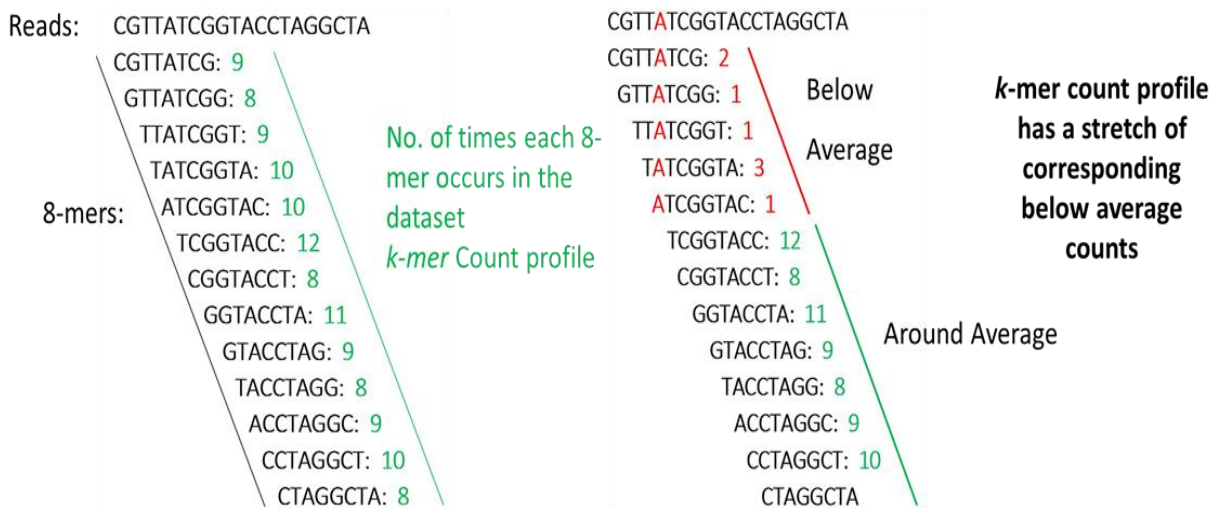 Reads: CGTTATCGGTACCTAGGCTA
CGTTATCG: 9
GTTATCGG: 8
TTATCGGT: 9
TATCGGTA: 10
8-mers:
ATCGGTAC: 10
TCGGTACC: 12
CGGTACCT: 8
GGTACCTA: 11
GTACCTAG: 9
TACCTAGG: 8
ACCTAGGC: 9
CCTAGGCT: 10
CTAGGCTA: 8
No. of times each 8-
mer occurs in the
dataset
k-mer Count profile
CGTTATCGGTACCTAGGCTA
CGTTATCG: 2
GTTATCGG: 1
TTATCGGT: 1
TATCGGTA: 3
ATCGGTAC: 1
TCGGTACC: 12
CGGTACCT: 8
GGTACCTA: 11
GTACCTAG: 9
TACCTAGG: 8
ACCTAGGC: 9
CCTAGGCT: 10
CTAGGCTA
Below
Average
Around Average
k-mer count profile
has a stretch of
corresponding
below average
counts